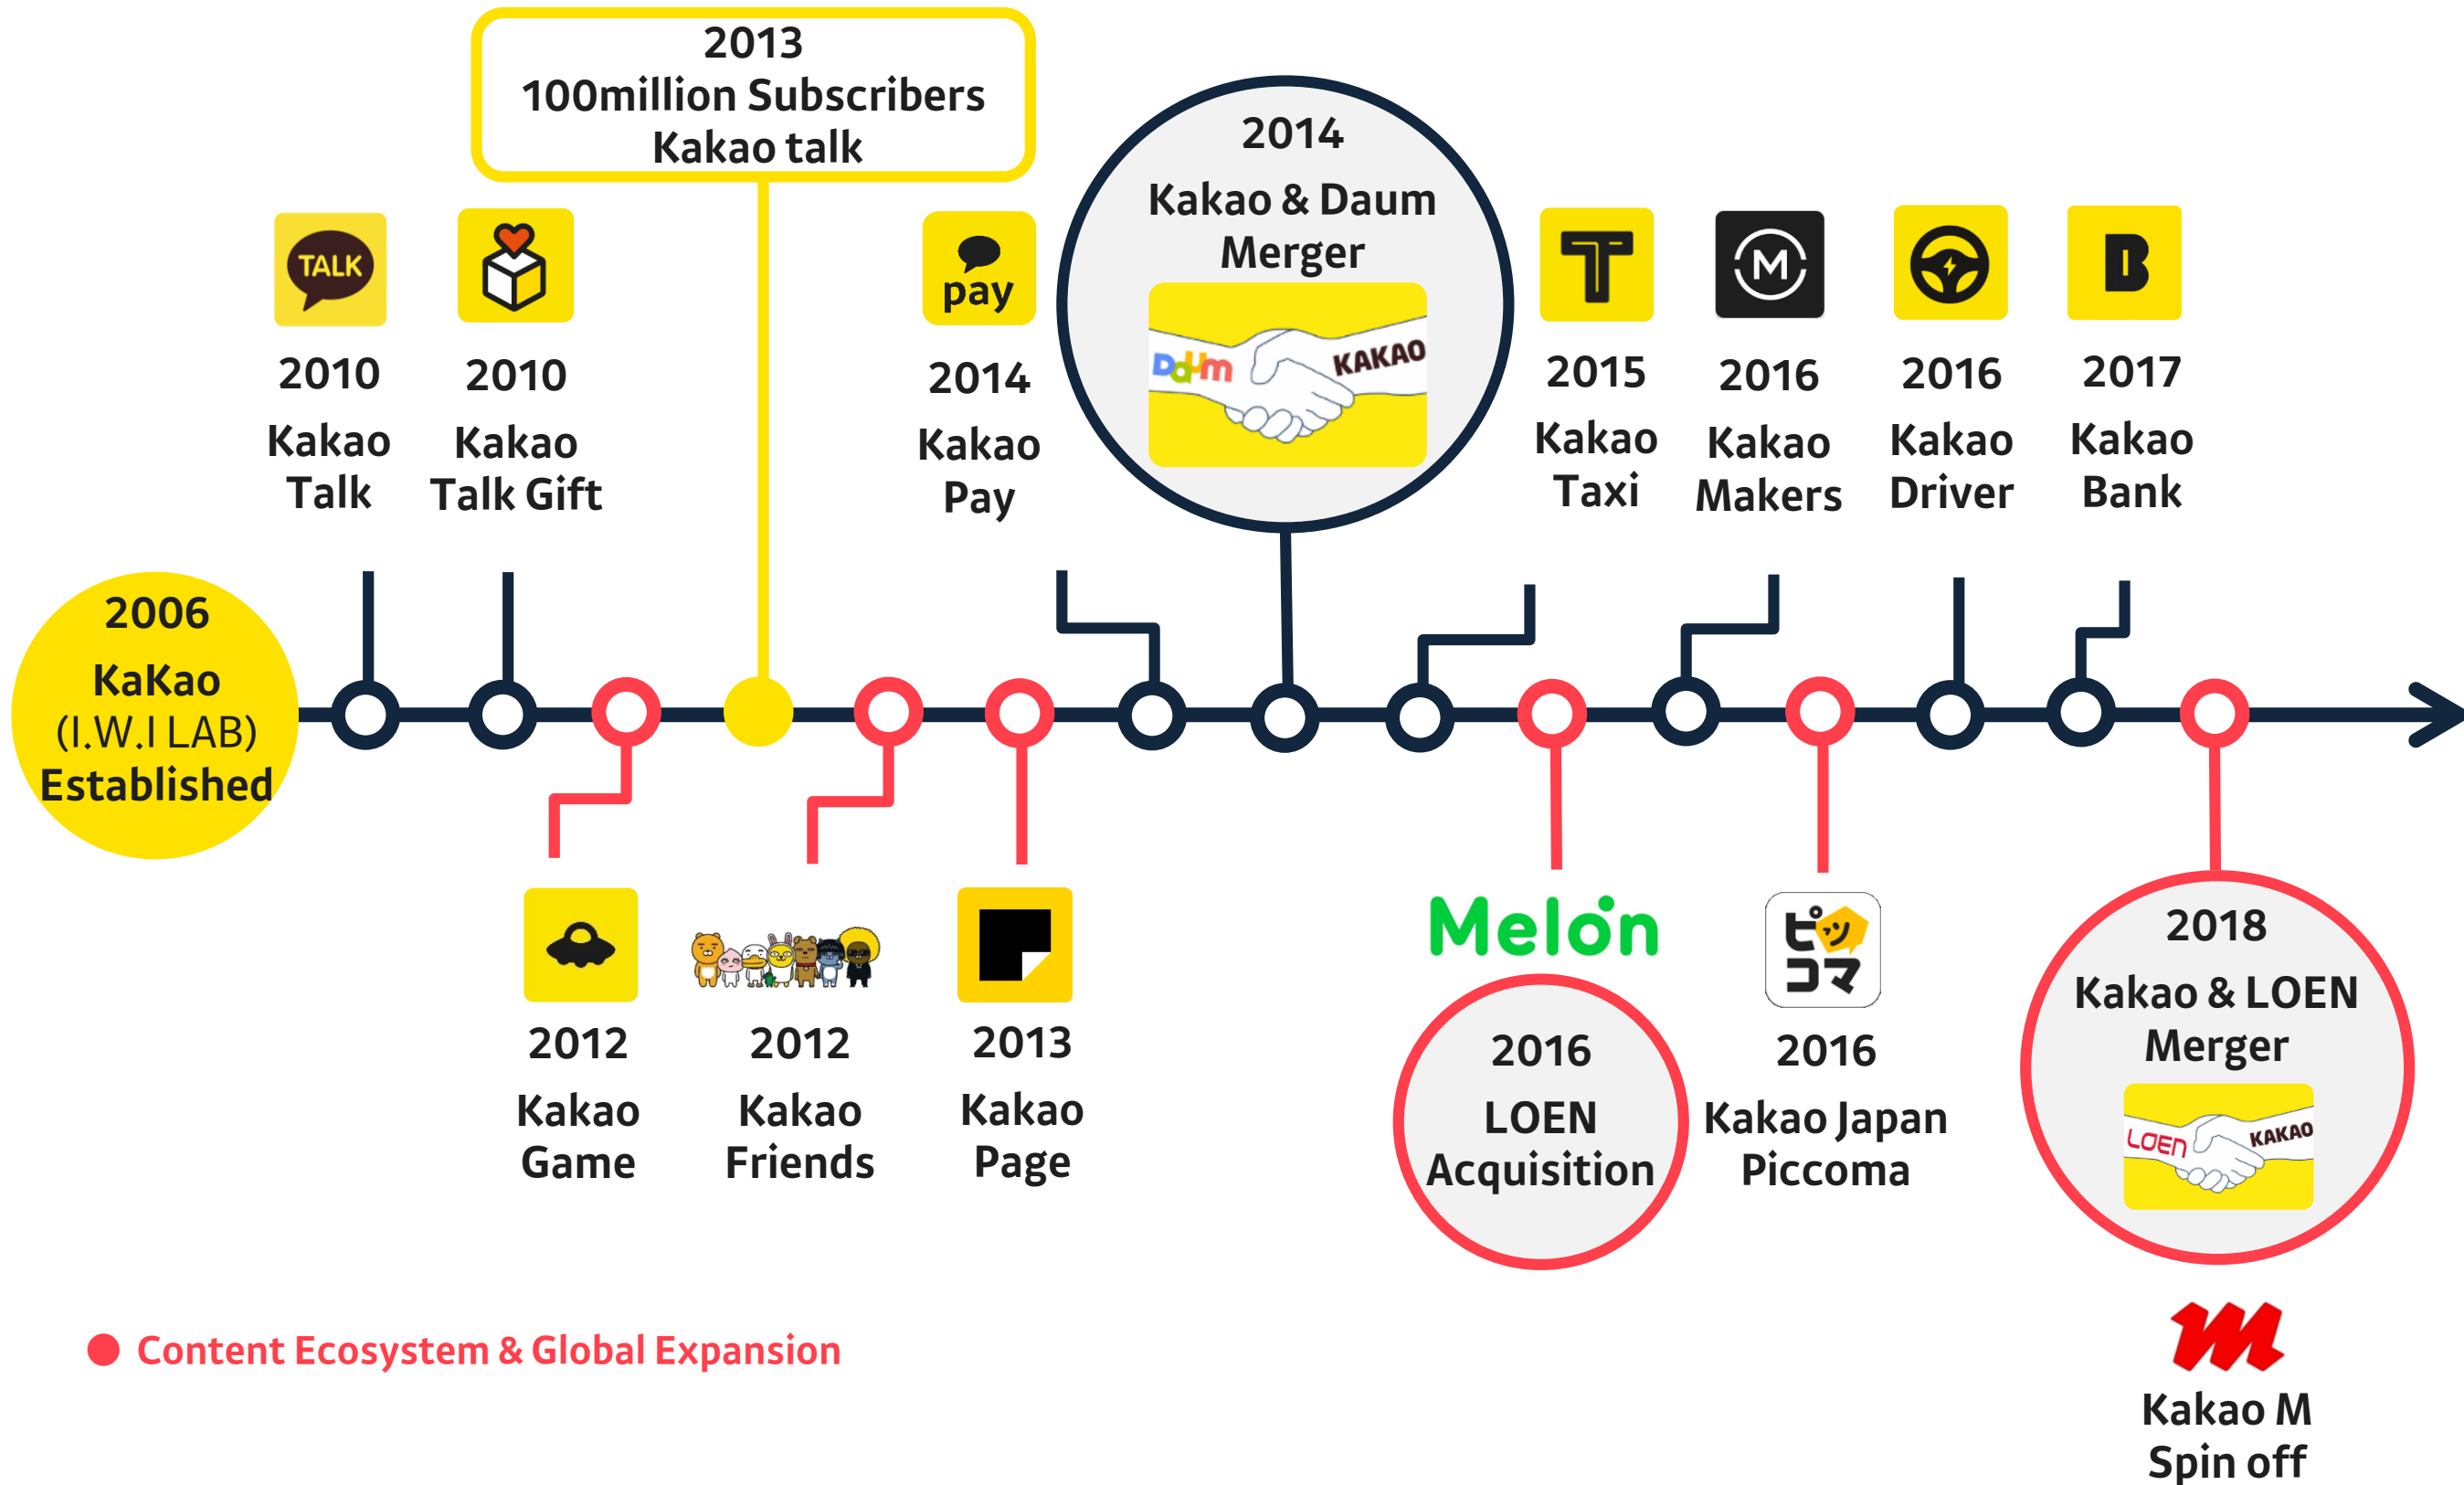 2013
100million Subscribers
Kakao talk
TALK
2010
Kakao
Talk
2010
Kakao
Talk Gift
pay
2014
Kakao
Pay
2014
Kakao & Daum
Merger
Daum
KAKAO
T
2015
Kakao
Taxi
M
2016
Kakao
Makers
2016
Kakao
Driver
B
2017
Kakao
Bank
2006
KaKao
(I.W.I LAB)
Established
2012
Kakao
Game
2012
Kakao
Friends
2013
Kakao
Page
Melon
2016
LOEN
Acquisition
ピッ
コマ
2016
Kakao Japan
Piccoma
2018
Kakao & LOEN
Merger
LOEN
KAKAO
m
Kakao M
Spin off
Content Ecosystem & Global Expansion